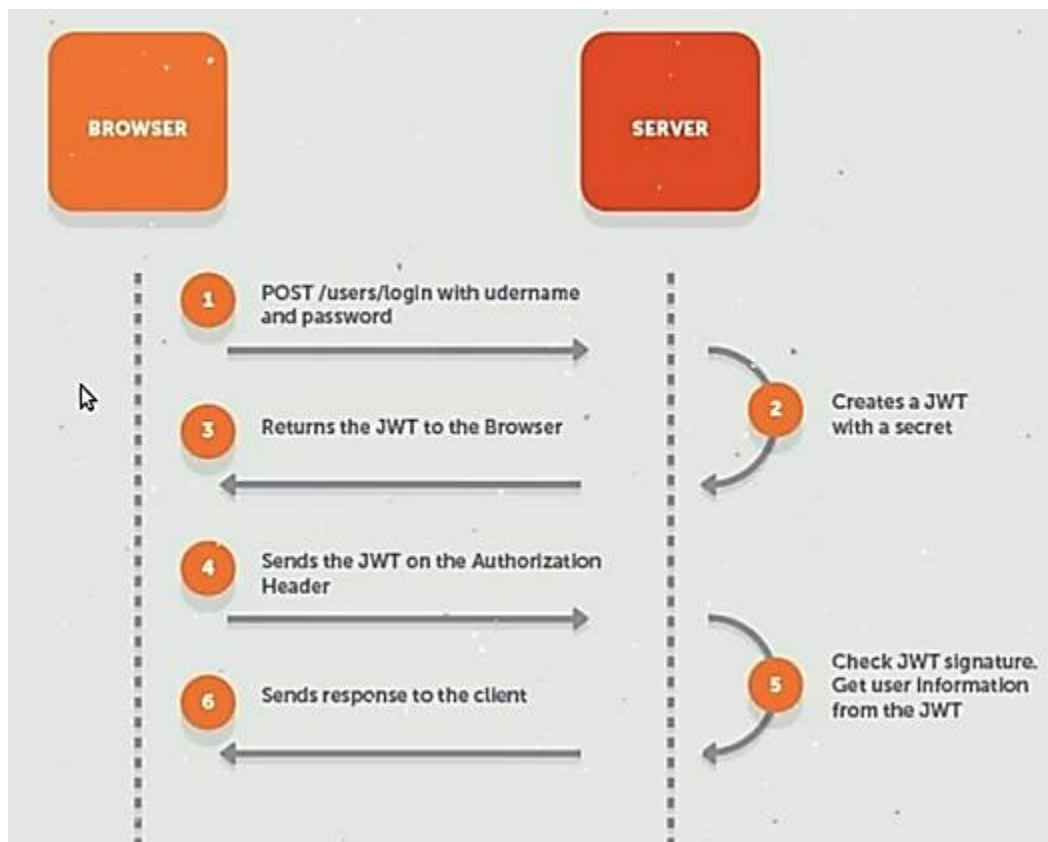 BROWSER
SERVER
1
POST /users/login with udername
and password
2
Creates a JWT
with a secret
3
Returns the JWT to the Browser
4
Sends the JWT on the Authorization
Header
5
Check JWT signature.
Get user Information
from the JWT
6
Sends response to the client